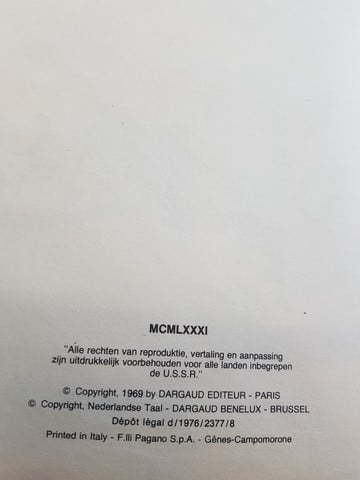 MCMLXXXI
"Alle rechten van reproduktie, vertaling en aanpassing
zijn uitdrukkelijk voorbehouden voor alle landen inbegrepen
de U.S.S.R."
© Copyright, 1969 by DARGAUD EDITEUR - PARIS
© Copyright, Nederlandse Taal - DARGAUD BENELUX - BRUSSEL
Dépôt légal d/1976/2377/8
Printed in Italy - F.lli Pagano S.p.A. - Gênes-Campomorone